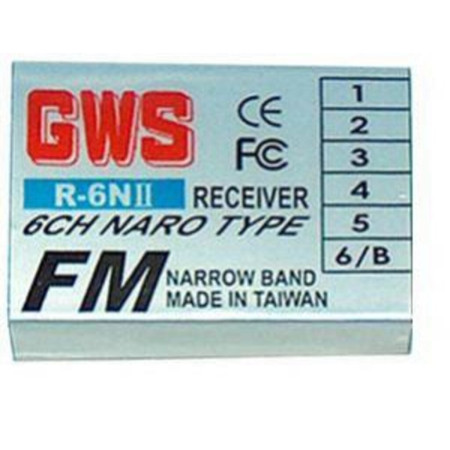 GWS
CE
FC
R-6NII RECEIVER
6CH NARO TYPE
FM NARROW BAND
MADE IN TAIWAN
1
2
3
4
5
6/B